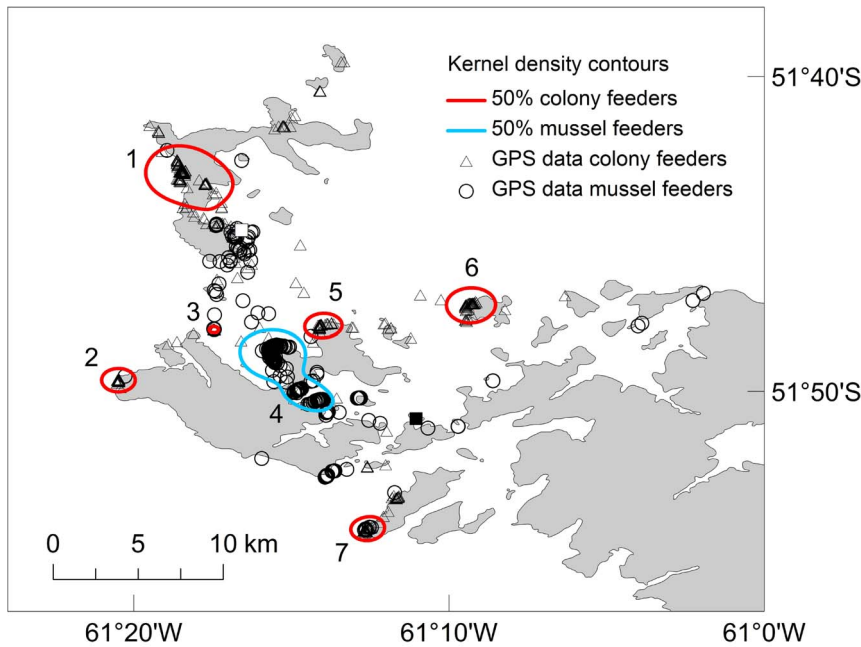 Kernel density contours
50% colony feeders
50% mussel feeders
GPS data colony feeders
GPS data mussel feeders
51°40'S
1
6
5
3
2
51°50'S
4
0 5 10 km
7
61°20'W 61°10'W 61°0'W